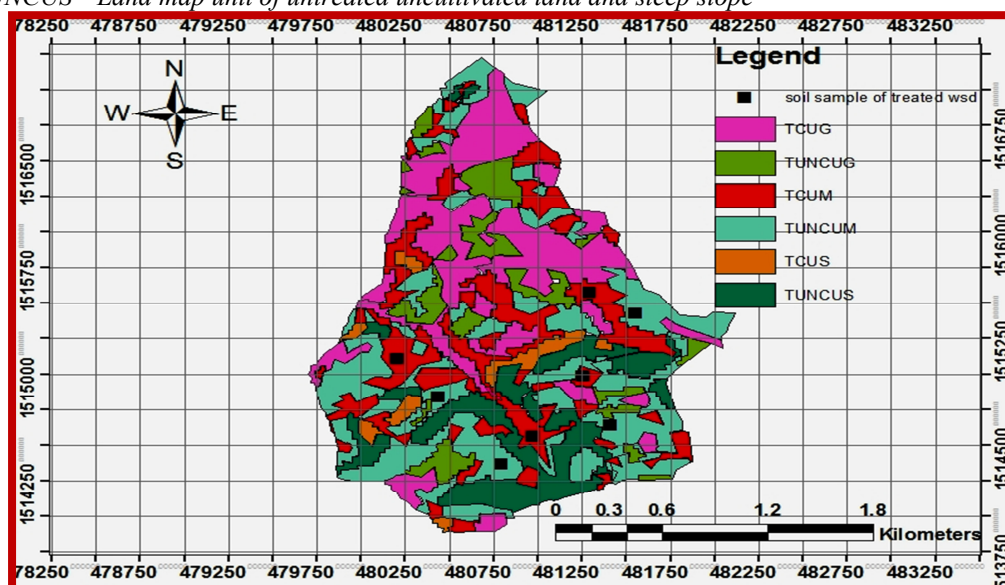 Land map unit of untreated uncultivated land and steep slope
78250 478750 479250 479750 480250 480750 481250 481750 482250 482750 483250
Legend
soil sample of treated wsd
TCUG
TUNCUG
TCUM
TUNCUM
TCUS
TUNCUS
N
W E
S
1516500
1515750
1515000
1514250
1516750
1516000
1515250
1514500
750
0 0.3 0.6 1.2 1.8
Kilometers
78250 478750 479250 479750 480250 480750 481250 481750 482250 482750 483250